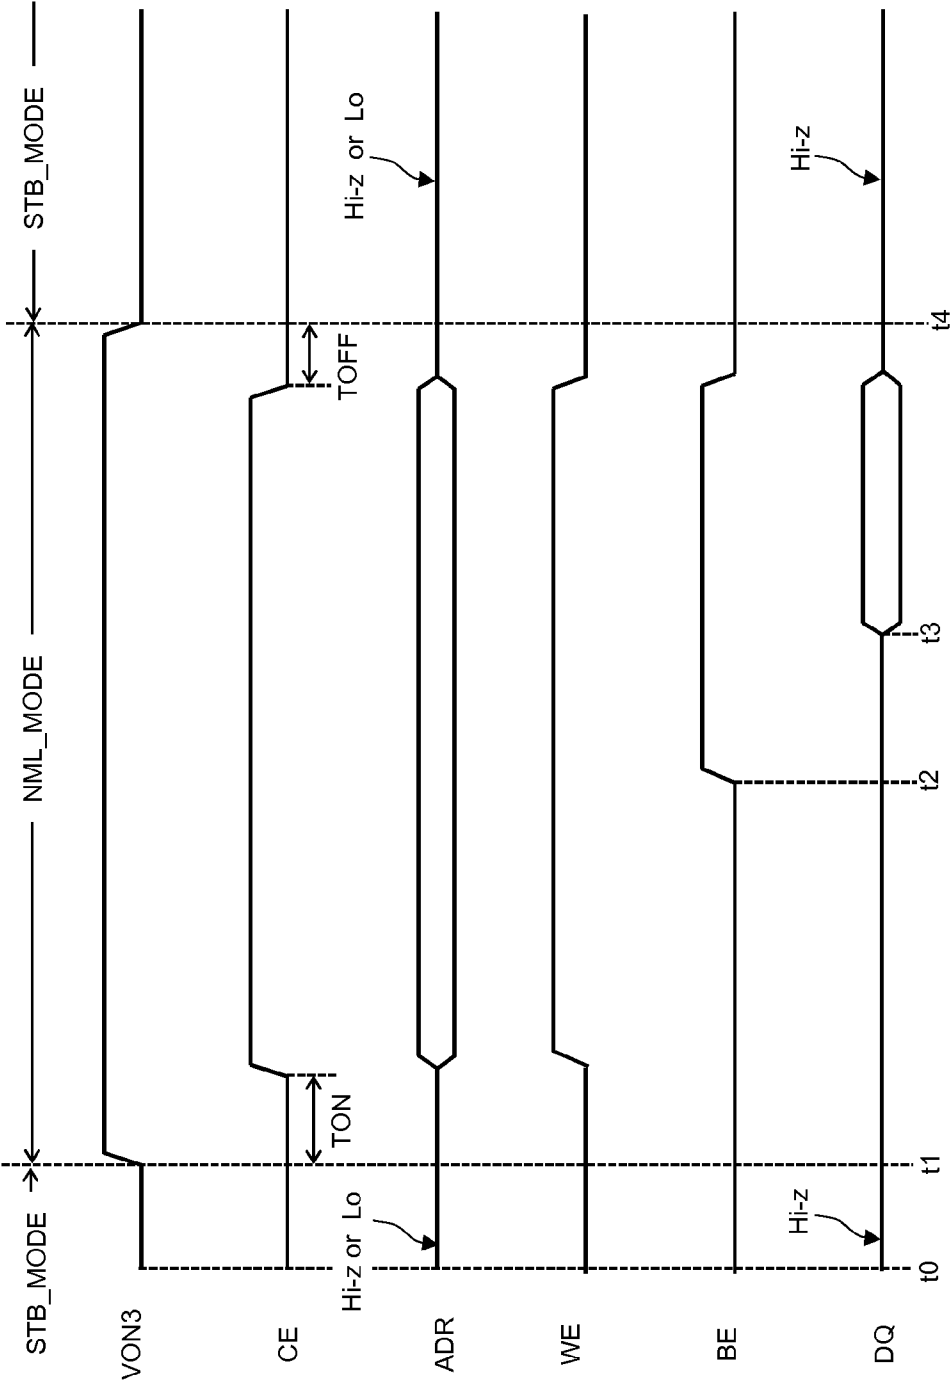 STB_MODE
NML_MODE
STB_MODE
VON3
CE
TON
TOFF
ADR
Hi-z or Lo
Hi-z or Lo
WE
BE
DQ
Hi-z
Hi-z
t0
t1
t2
t3
t4